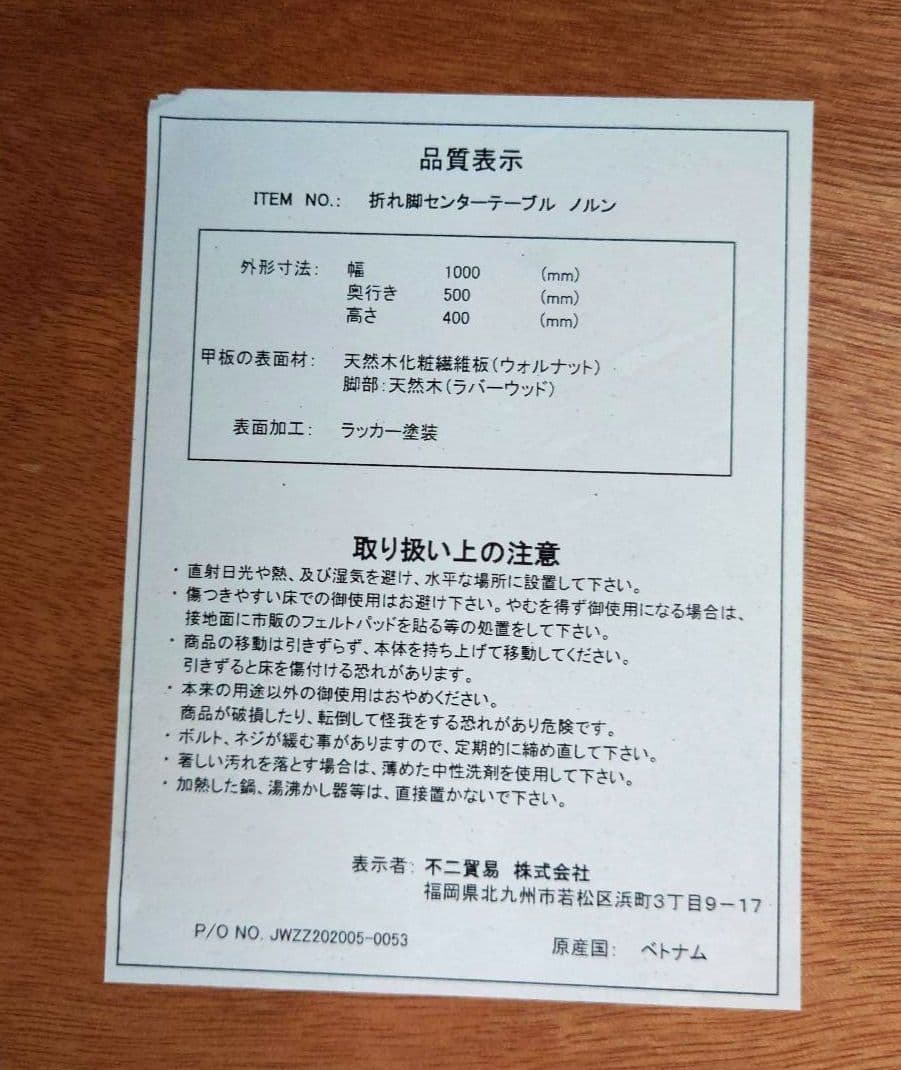 品質表示
ITEM NO.: 折れ脚センターテーブル ノルン
外形寸法: 幅 1000 (mm)
奥行き 500 (mm)
高さ 400 (mm)
甲板の表面材: 天然木化粧繊維板(ウォルナット)
脚部:天然木(ラバーウッド)
表面加工: ラッカー塗装
取り扱い上の注意
・直射日光や熱、及び湿気を避け、水平な場所に設置して下さい。
・傷つきやすい床での御使用はお避け下さい。やむを得ず御使用になる場合は、
接地面に市販のフェルトパッドを貼る等の処置をして下さい。
・商品の移動は引きずらず、本体を持ち上げて移動してください。
引きずると床を傷付ける恐れがあります。
・本来の用途以外の御使用はおやめください。
商品が破損したり、転倒して怪我をする恐れがあり危険です。
・ボルト、ネジが緩む事がありますので、定期的に締め直して下さい。
・著しい汚れを落とす場合は、薄めた中性洗剤を使用して下さい。
・加熱した鍋、湯沸かし器等は、直接置かないで下さい。
表示者: 不二貿易 株式会社
福岡県北九州市若松区浜町3丁目9-17
P/O NO. JWZZ202005-0053 原産国: ベトナム